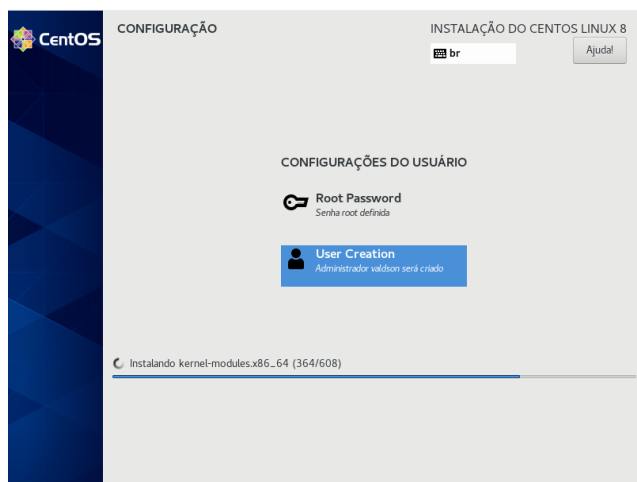 CentOS
CONFIGURAÇÃO
INSTALAÇÃO DO CENTOS LINUX 8
br
Ajuda!
CONFIGURAÇÕES DO USUÁRIO
Root Password
Senha root definida
User Creation
Administrador valdson será criado
Instalando kernel-modules.x86_64 (364/608)